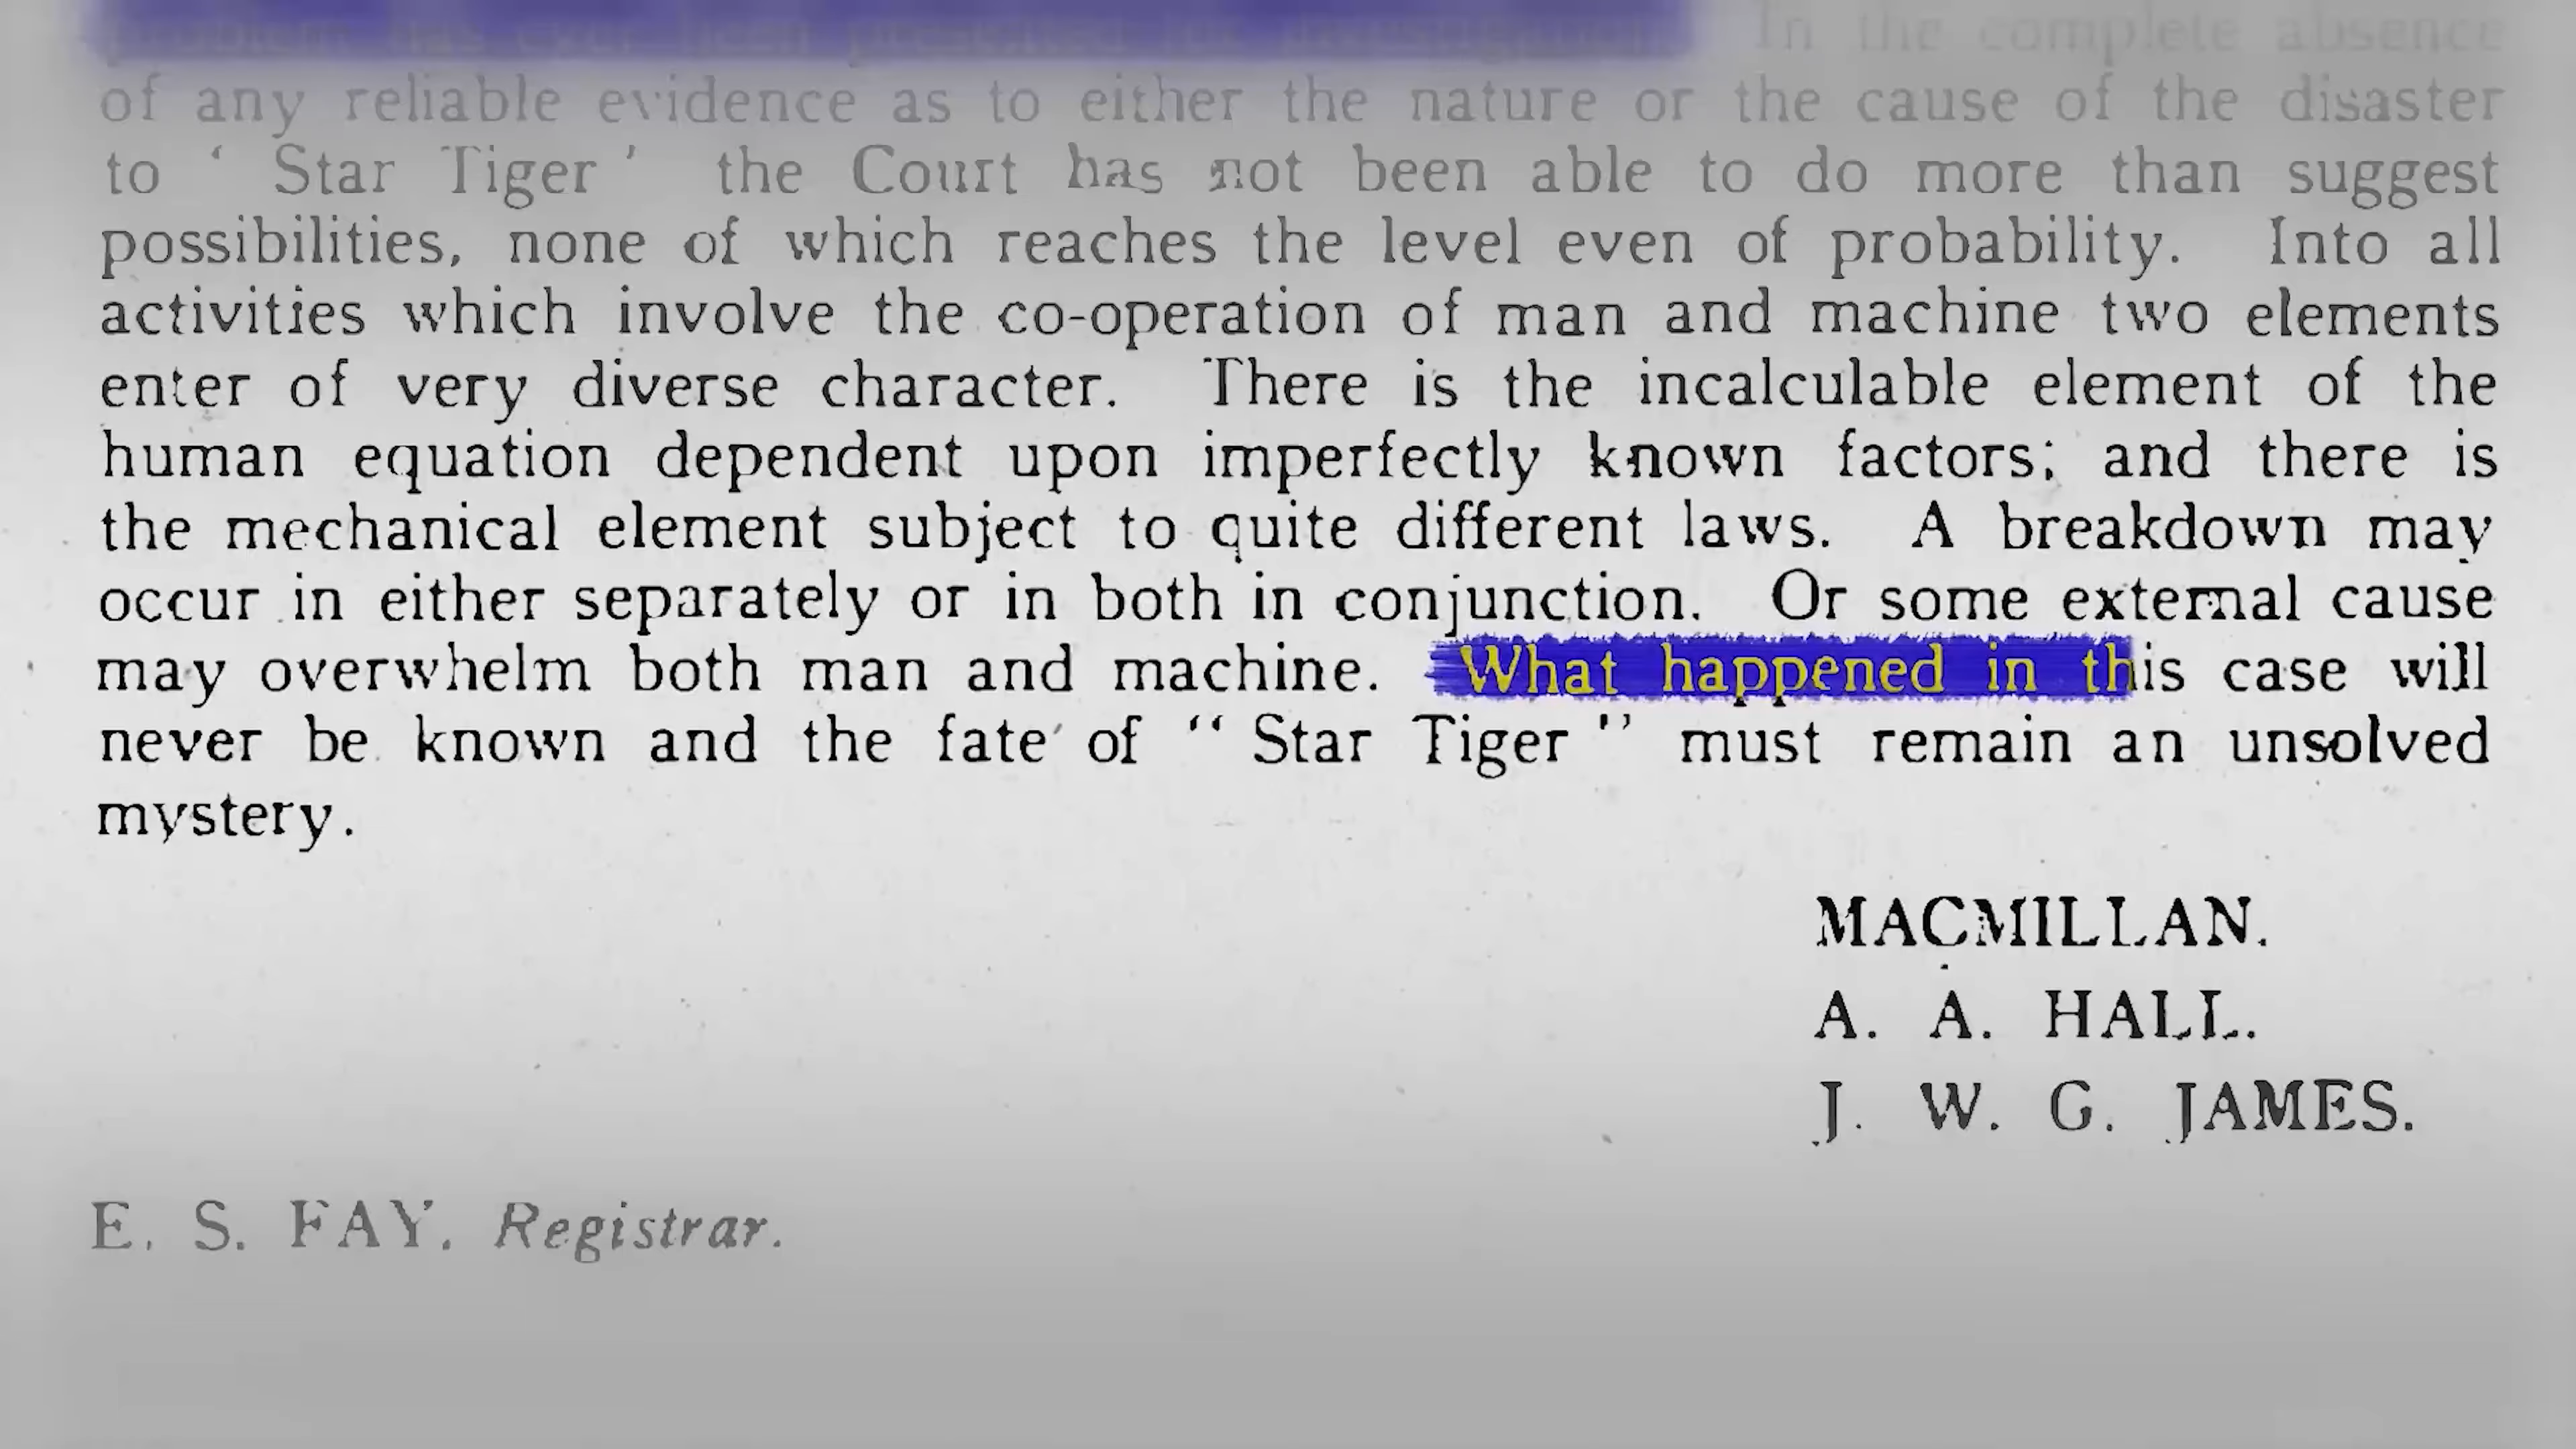 problem has ever been presented for investigation. In the complete absence
of any reliable evidence as to either the nature or the cause of the disaster
to ‘ Star Tiger ’ the Court has not been able to do more than suggest
possibilities, none of which reaches the level even of probability. Into all
activities which involve the co-operation of man and machine two elements
enter of very diverse character. There is the incalculable element of the
human equation dependent upon imperfectly known factors; and there is
the mechanical element subject to quite different laws. A breakdown may
occur in either separately or in both in conjunction. Or some external cause
may overwhelm both man and machine. What happened in this case will
never be known and the fate of “ Star Tiger ” must remain an unsolved
mystery.
MACMILLAN.
A. A. HALL.
J. W. G. JAMES.
E. S. FAY, Registrar.